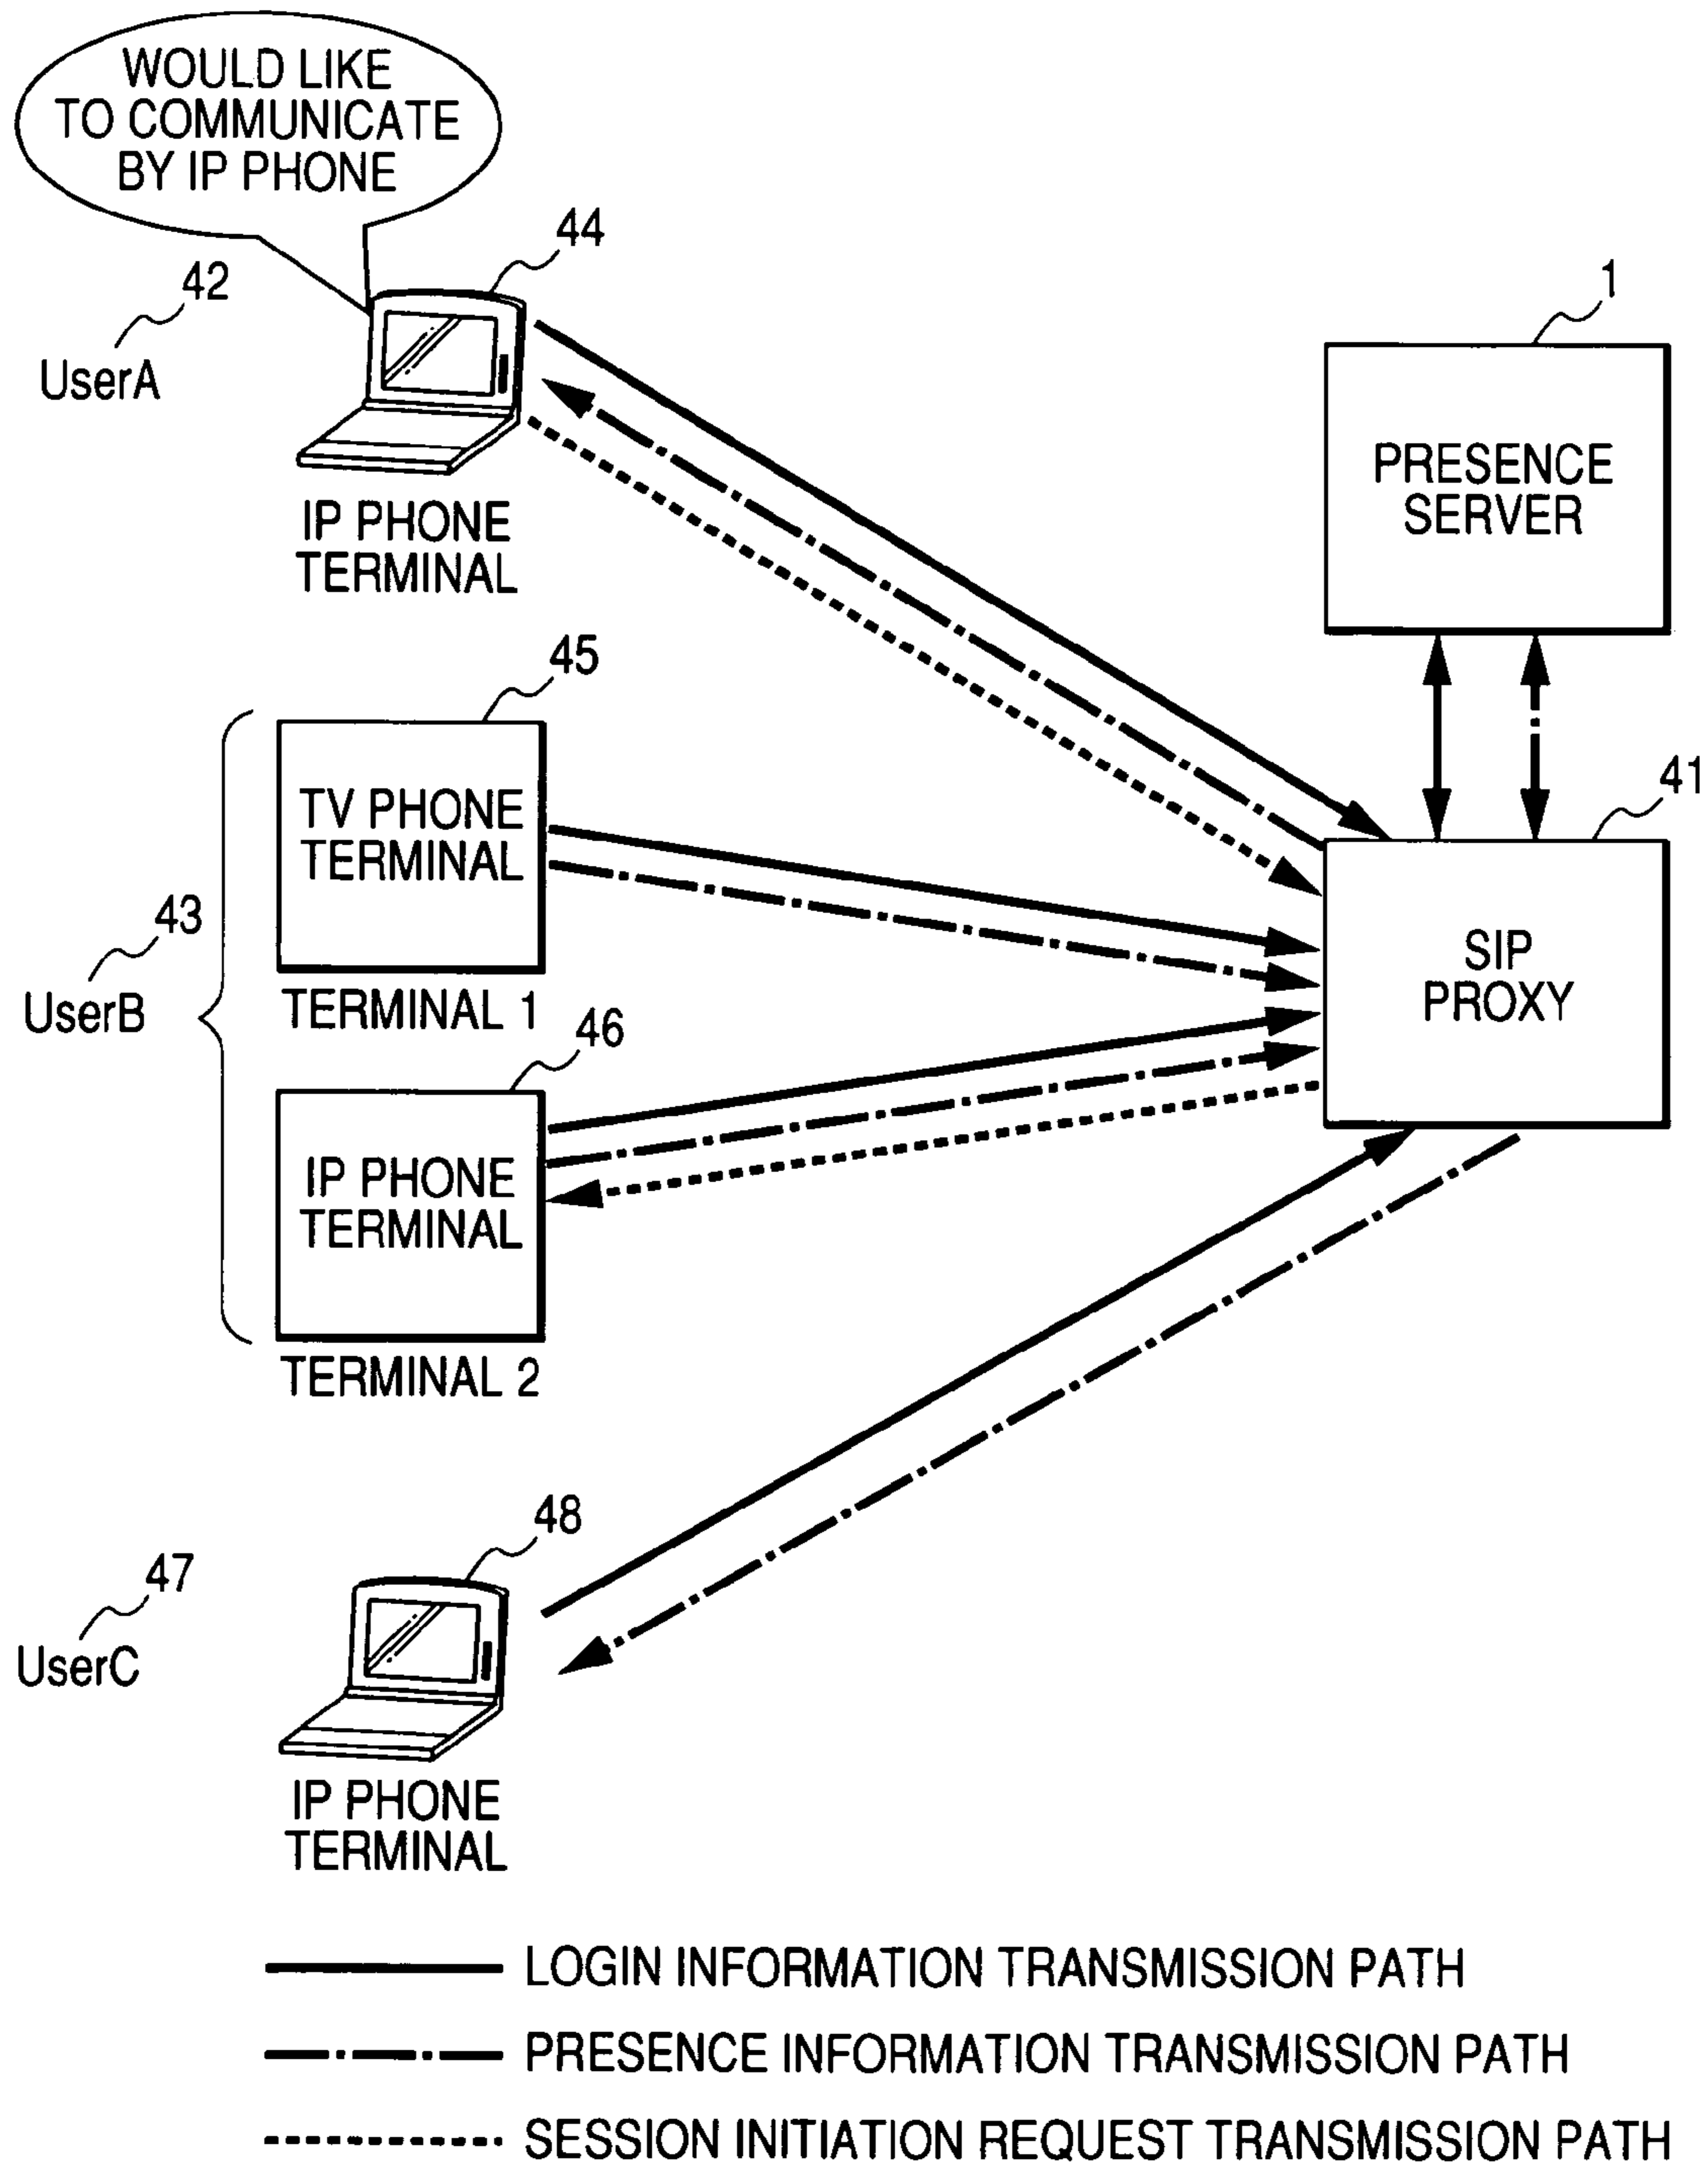 WOULD LIKE
TO COMMUNICATE
BY IP PHONE
44
42
UserA
IP PHONE
TERMINAL
1
PRESENCE
SERVER
45
TV PHONE
TERMINAL
TERMINAL 1
43
UserB
41
SIP
PROXY
46
IP PHONE
TERMINAL
TERMINAL 2
48
47
UserC
IP PHONE
TERMINAL
LOGIN INFORMATION TRANSMISSION PATH
PRESENCE INFORMATION TRANSMISSION PATH
SESSION INITIATION REQUEST TRANSMISSION PATH